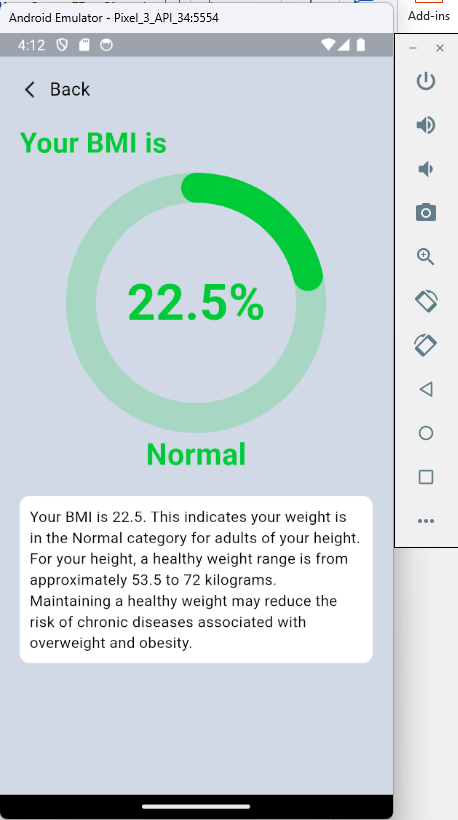 Add-ins
Android Emulator - Pixel_3_API_34:5554
4:12
Back
Your BMI is
22.5%
Normal
Your BMI is 22.5. This indicates your weight is
in the Normal category for adults of your height.
For your height, a healthy weight range is from
approximately 53.5 to 72 kilograms.
Maintaining a healthy weight may reduce the
risk of chronic diseases associated with
overweight and obesity.